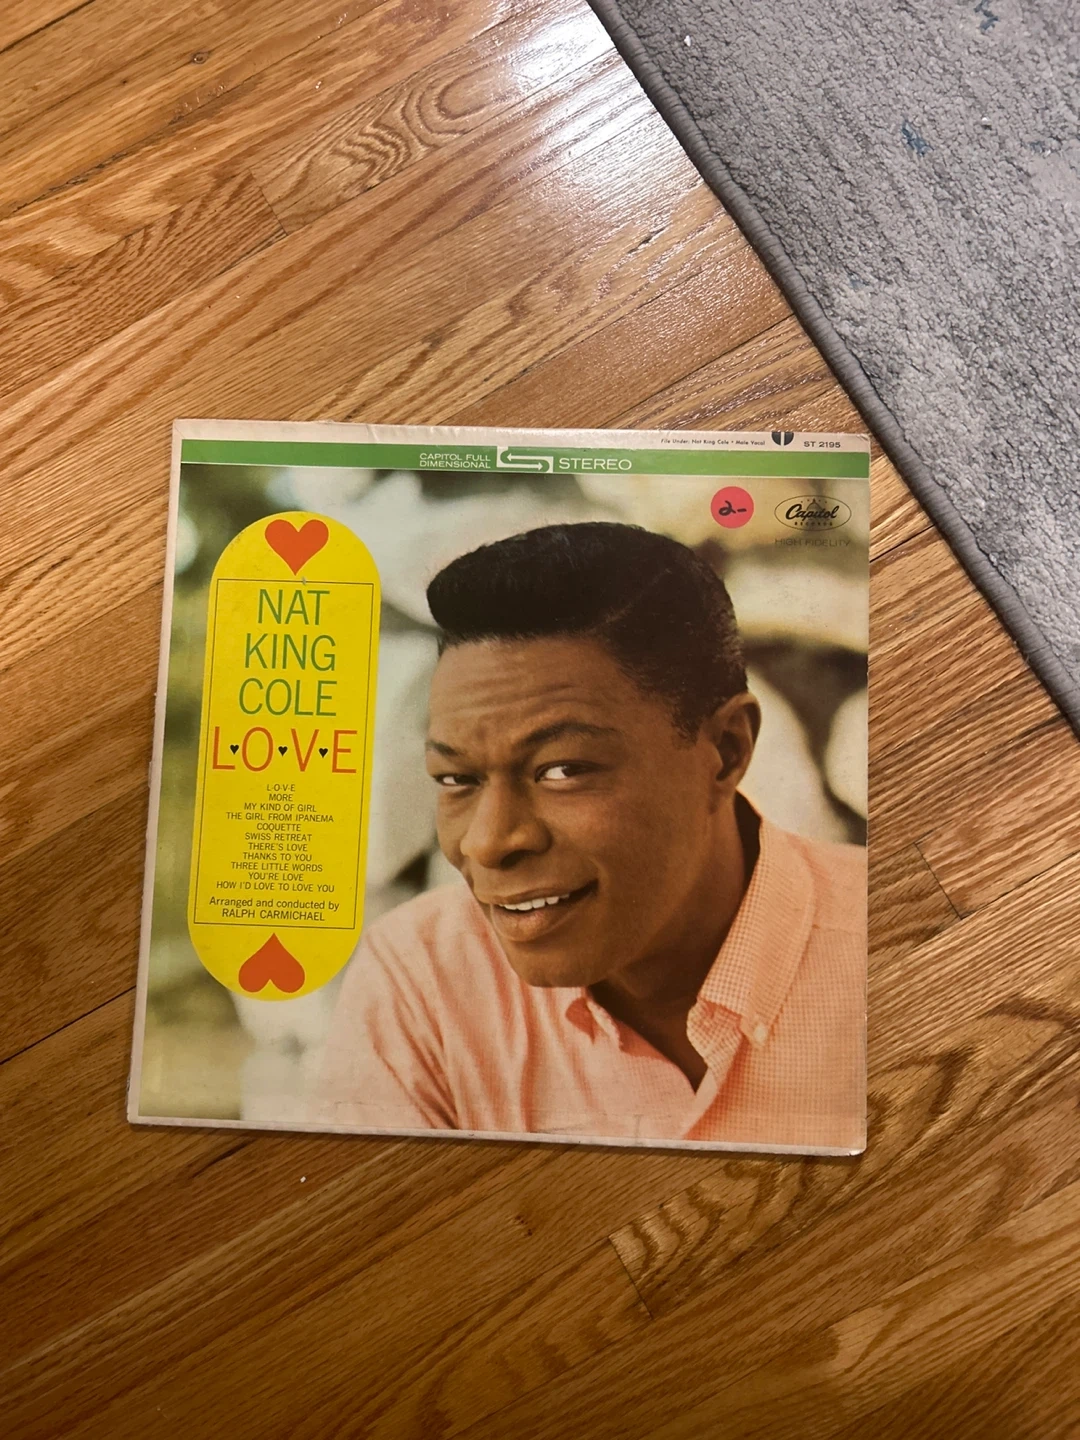 File Under: Nat King Cole • Male Vocal
ST 2195
CAPITOL FULL
DIMENSIONAL
STEREO
2-
Capitol
RECORDS
HIGH FIDELITY
NAT
KING
COLE
L♥O♥V♥E
L-O-V-E
MORE
MY KIND OF GIRL
THE GIRL FROM IPANEMA
COQUETTE
SWISS RETREAT
THERE'S LOVE
THANKS TO YOU
THREE LITTLE WORDS
YOU'RE LOVE
HOW I'D LOVE TO LOVE YOU
Arranged and conducted by
RALPH CARMICHAEL